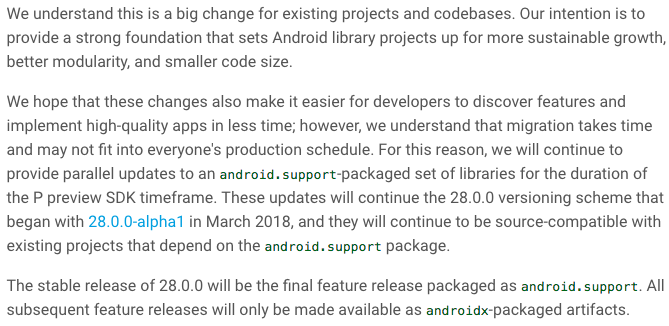 We understand this is a big change for existing projects and codebases. Our intention is to
provide a strong foundation that sets Android library projects up for more sustainable growth,
better modularity, and smaller code size.
We hope that these changes also make it easier for developers to discover features and
implement high-quality apps in less time; however, we understand that migration takes time
and may not fit into everyone's production schedule. For this reason, we will continue to
provide parallel updates to an android.support-packaged set of libraries for the duration of
the P preview SDK timeframe. These updates will continue the 28.0.0 versioning scheme that
began with 28.0.0-alpha1 in March 2018, and they will continue to be source-compatible with
existing projects that depend on the android.support package.
The stable release of 28.0.0 will be the final feature release packaged as android.support. All
subsequent feature releases will only be made available as androidx-packaged artifacts.